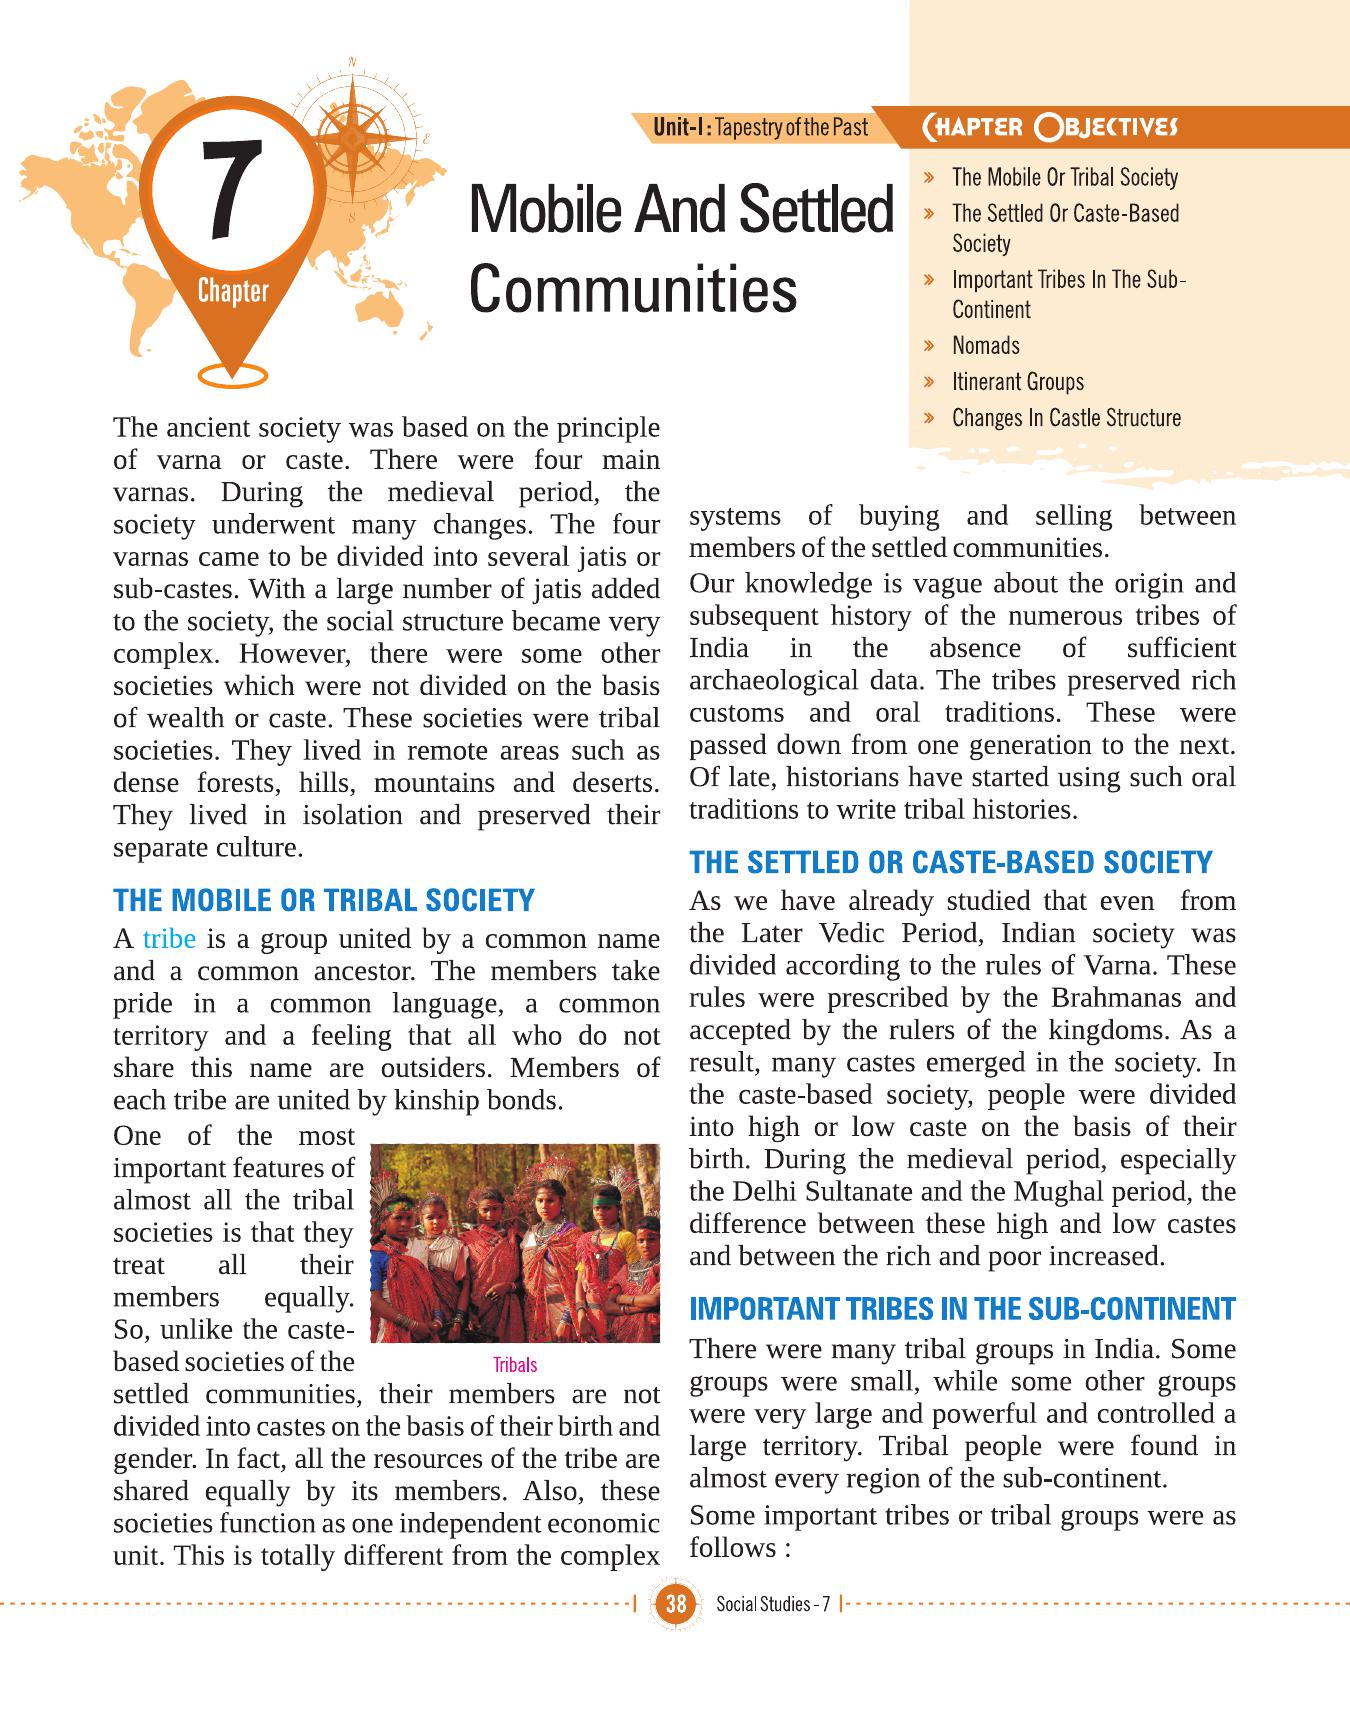 N
E
S
7
Chapter
Unit-I : Tapestry of the Past
Mobile And Settled
Communities
CHAPTER OBJECTIVES
» The Mobile Or Tribal Society
» The Settled Or Caste-Based
Society
» Important Tribes In The Sub-
Continent
» Nomads
» Itinerant Groups
» Changes In Castle Structure
The ancient society was based on the principle
of varna or caste. There were four main
varnas. During the medieval period, the
society underwent many changes. The four
varnas came to be divided into several jatis or
sub-castes. With a large number of jatis added
to the society, the social structure became very
complex. However, there were some other
societies which were not divided on the basis
of wealth or caste. These societies were tribal
societies. They lived in remote areas such as
dense forests, hills, mountains and deserts.
They lived in isolation and preserved their
separate culture.
THE MOBILE OR TRIBAL SOCIETY
A tribe is a group united by a common name
and a common ancestor. The members take
pride in a common language, a common
territory and a feeling that all who do not
share this name are outsiders. Members of
each tribe are united by kinship bonds.
One of the most
important features of
almost all the tribal
societies is that they
treat all their
members equally.
So, unlike the caste-
based societies of the
Tribals
settled communities, their members are not
divided into castes on the basis of their birth and
gender. In fact, all the resources of the tribe are
shared equally by its members. Also, these
societies function as one independent economic
unit. This is totally different from the complex
systems of buying and selling between
members of the settled communities.
Our knowledge is vague about the origin and
subsequent history of the numerous tribes of
India in the absence of sufficient
archaeological data. The tribes preserved rich
customs and oral traditions. These were
passed down from one generation to the next.
Of late, historians have started using such oral
traditions to write tribal histories.
THE SETTLED OR CASTE-BASED SOCIETY
As we have already studied that even from
the Later Vedic Period, Indian society was
divided according to the rules of Varna. These
rules were prescribed by the Brahmanas and
accepted by the rulers of the kingdoms. As a
result, many castes emerged in the society. In
the caste-based society, people were divided
into high or low caste on the basis of their
birth. During the medieval period, especially
the Delhi Sultanate and the Mughal period, the
difference between these high and low castes
and between the rich and poor increased.
IMPORTANT TRIBES IN THE SUB-CONTINENT
There were many tribal groups in India. Some
groups were small, while some other groups
were very large and powerful and controlled a
large territory. Tribal people were found in
almost every region of the sub-continent.
Some important tribes or tribal groups were as
follows :
38 Social Studies - 7